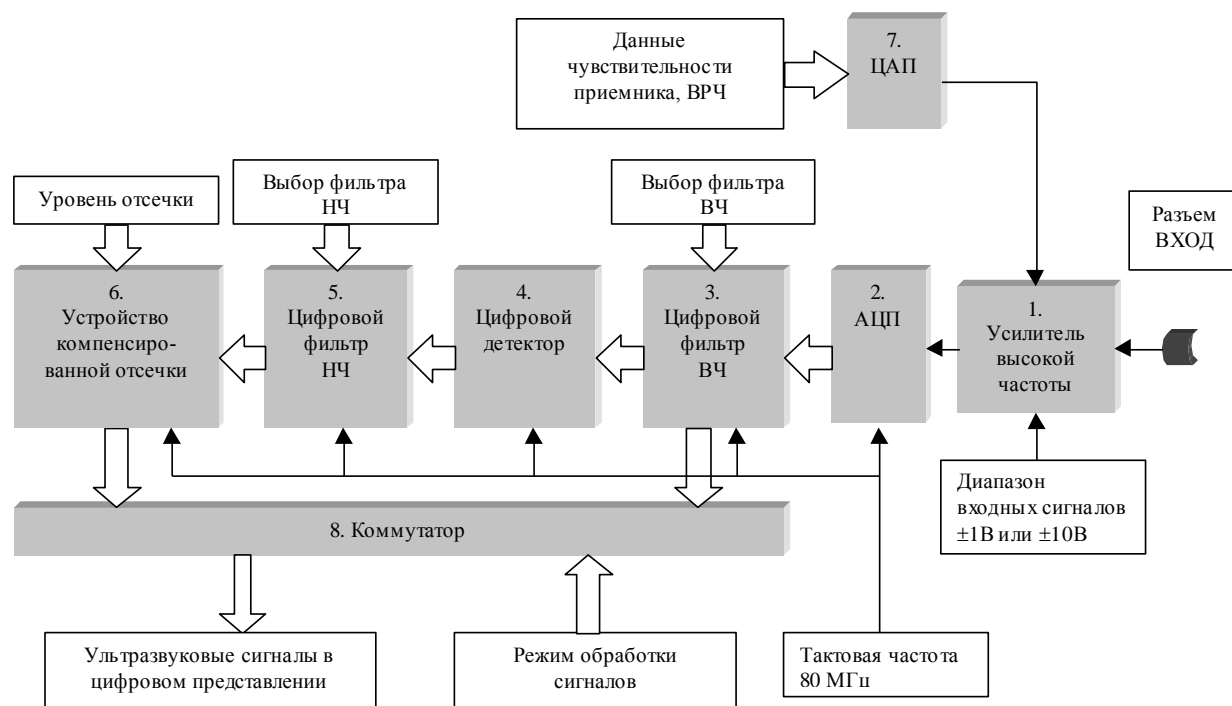 Данные
чувствительности
приемника, ВРЧ
7.
ЦАП
Уровень отсечки
Выбор фильтра
НЧ
Выбор фильтра
ВЧ
Разъем
ВХОД
6.
Устройство
компенсиро-
ванной отсечки
5.
Цифровой
фильтр
НЧ
4.
Цифровой
детектор
3.
Цифровой
фильтр
ВЧ
2.
АЦП
1.
Усилитель
высокой
частоты
Диапазон
входных сигналов
±1В или ±10В
8. Коммутатор
Ультразвуковые сигналы в
цифровом представлении
Режим обработки
сигналов
Тактовая частота
80 МГц